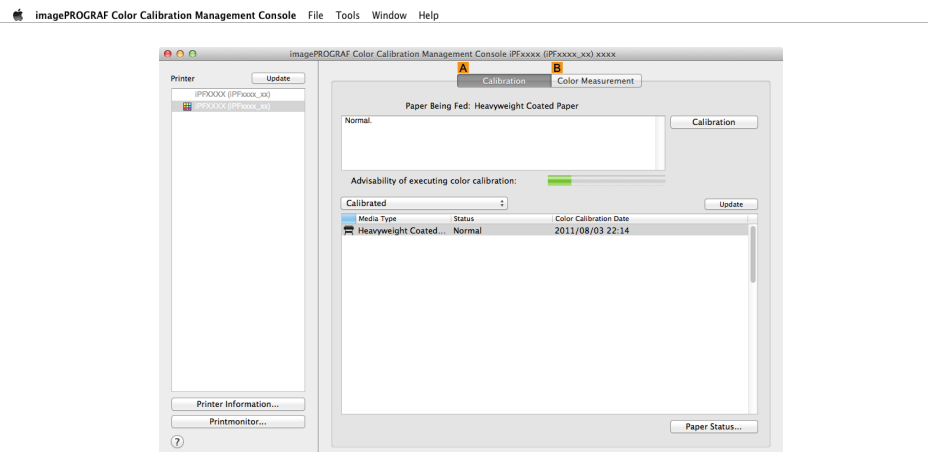 imagePROGRAF Color Calibration Management Console File Tools Window Help
imagePROGRAF Color Calibration Management Console iPFxxxx (iPFxxxx_xx) xxxx
Printer
Update
iPFXXXX (iPFxxxx_xx)
iPFXXXX (iPFxxxx_xx)
Printer Information...
Printmonitor...
?
A
B
Calibration
Color Measurement
Paper Being Fed: Heavyweight Coated Paper
Normal.
Calibration
Advisability of executing color calibration:
Calibrated
Update
Media Type Status Color Calibration Date
Heavyweight Coated... Normal 2011/08/03 22:14
Paper Status...